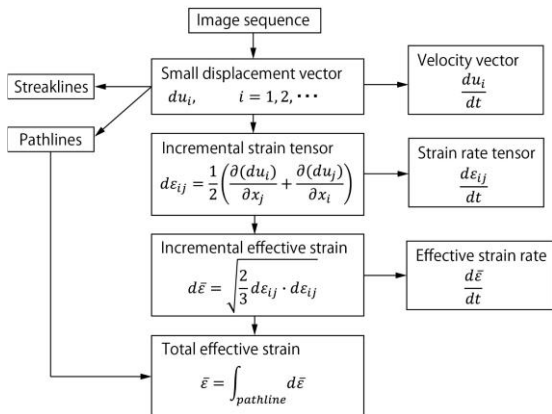 Image sequence
Small displacement vector
du_i, i = 1, 2, ⋯
Velocity vector
du_i/dt
Streaklines
Pathlines
Incremental strain tensor
dε_ij = 1/2 (∂(du_i)/∂x_j + ∂(du_j)/∂x_i)
Strain rate tensor
dε_ij/dt
Incremental effective strain
dε̄ = √(2/3 dε_ij · dε_ij)
Effective strain rate
dε̄/dt
Total effective strain
ε̄ = ∫_pathline dε̄